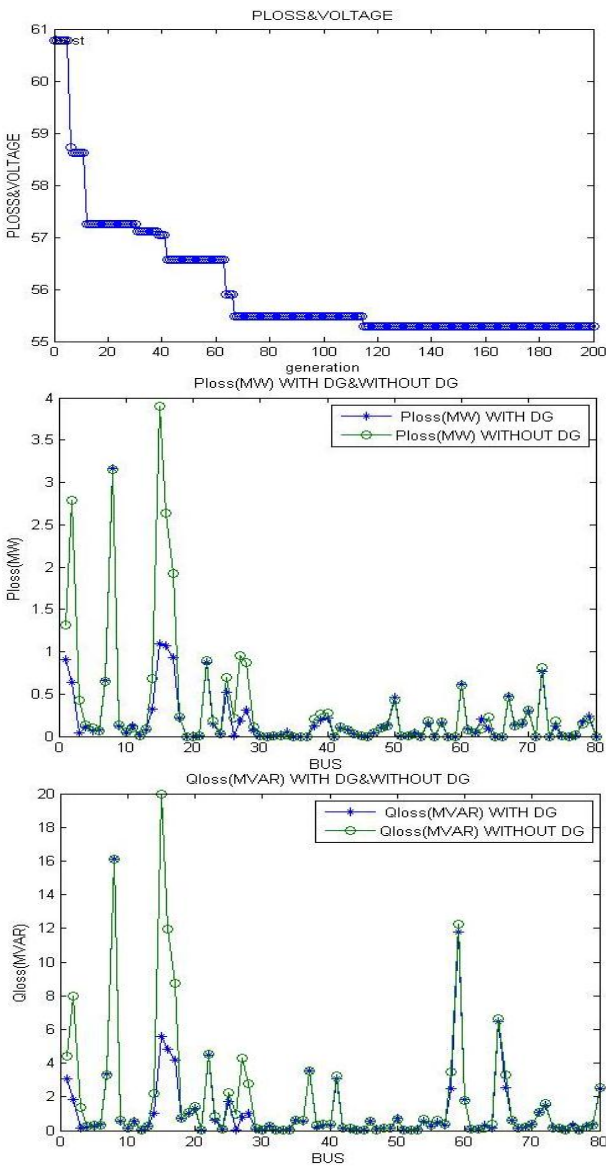 PLOSS&VOLTAGE
61
60
59
58
57
56
55
st
PLOSS&VOLTAGE
0 20 40 60 80 100 120 140 160 180 200
generation
Ploss(MW) WITH DG&WITHOUT DG
4
3.5
3
2.5
2
1.5
1
0.5
0
Ploss(MW)
Ploss(MW) WITH DG
Ploss(MW) WITHOUT DG
0 10 20 30 40 50 60 70 80
BUS
Qloss(MVAR) WITH DG&WITHOUT DG
20
18
16
14
12
10
8
6
4
2
0
Qloss(MVAR)
Qloss(MVAR) WITH DG
Qloss(MVAR) WITHOUT DG
0 10 20 30 40 50 60 70 80
BUS